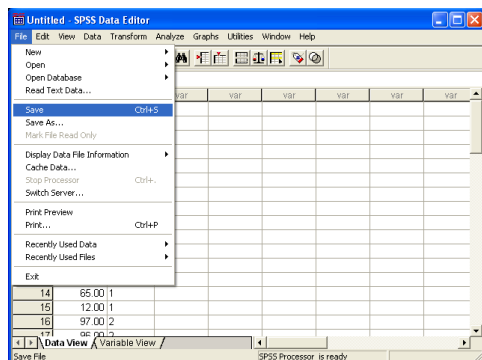 Untitled - SPSS Data Editor
File Edit View Data Transform Analyze Graphs Utilities Window Help
New
Open
Open Database
Read Text Data...
Save Ctrl+S
Save As...
Mark File Read Only
Display Data File Information
Cache Data...
Stop Processor Ctrl+.
Switch Server...
Print Preview
Print... Ctrl+P
Recently Used Data
Recently Used Files
Exit
var var var var var var
14 65.00 1
15 12.00 1
16 97.00 2
17 96.00 2
Data View Variable View
Save File SPSS Processor is ready